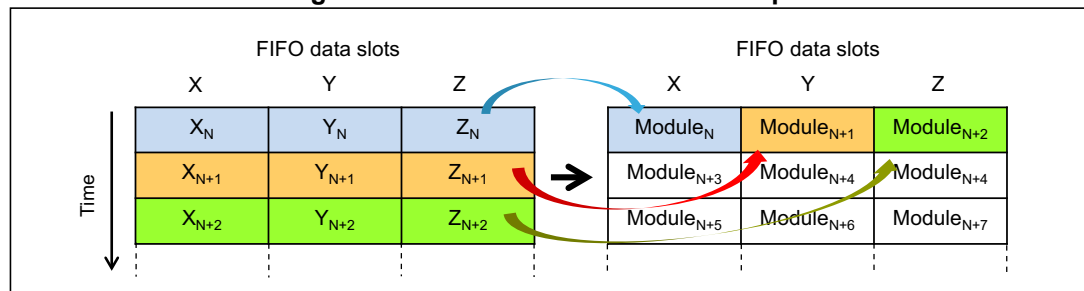 FIFO data slots FIFO data slots
X Y Z X Y Z
X_N Y_N Z_N Module_N Module_N+1 Module_N+2
X_N+1 Y_N+1 Z_N+1 Module_N+3 Module_N+4 Module_N+4
X_N+2 Y_N+2 Z_N+2 Module_N+5 Module_N+6 Module_N+7
Time